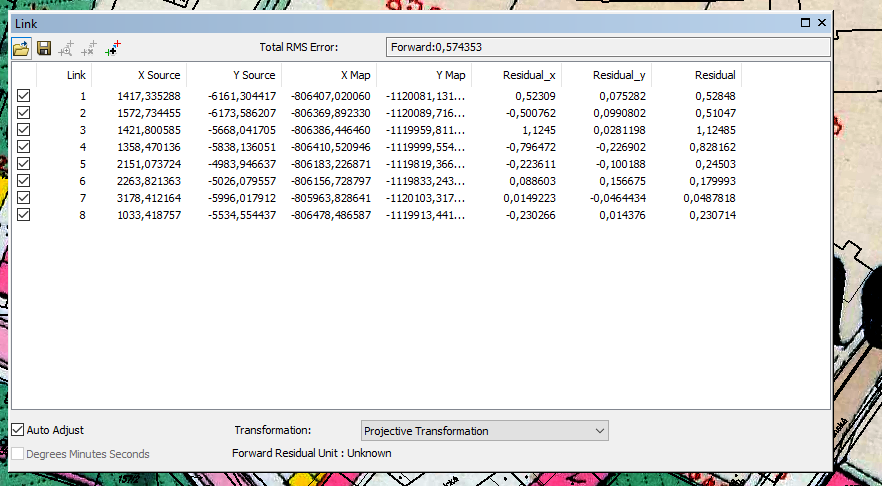 Link
Total RMS Error: Forward:0,574353
Link X Source Y Source X Map Y Map Residual_x Residual_y Residual
1 1417,335288 -6161,304417 -806407,020060 -1120081,131... 0,52309 0,075282 0,52848
2 1572,734455 -6173,586207 -806369,892330 -1120089,716... -0,500762 0,0990802 0,51047
3 1421,800585 -5668,041705 -806386,446460 -1119959,811... 1,1245 0,0281198 1,12485
4 1358,470136 -5838,136051 -806410,520946 -1119999,554... -0,796472 -0,226902 0,828162
5 2151,073724 -4983,946637 -806183,226871 -1119819,366... -0,223611 -0,100188 0,24503
6 2263,821363 -5026,079557 -806156,728797 -1119833,243... 0,088603 0,156675 0,179993
7 3178,412164 -5996,017912 -805963,828641 -1120103,317... 0,0149223 -0,0464434 0,0487818
8 1033,418757 -5534,554437 -806478,486587 -1119913,441... -0,230266 0,014376 0,230714
Auto Adjust Transformation: Projective Transformation
Degrees Minutes Seconds Forward Residual Unit : Unknown